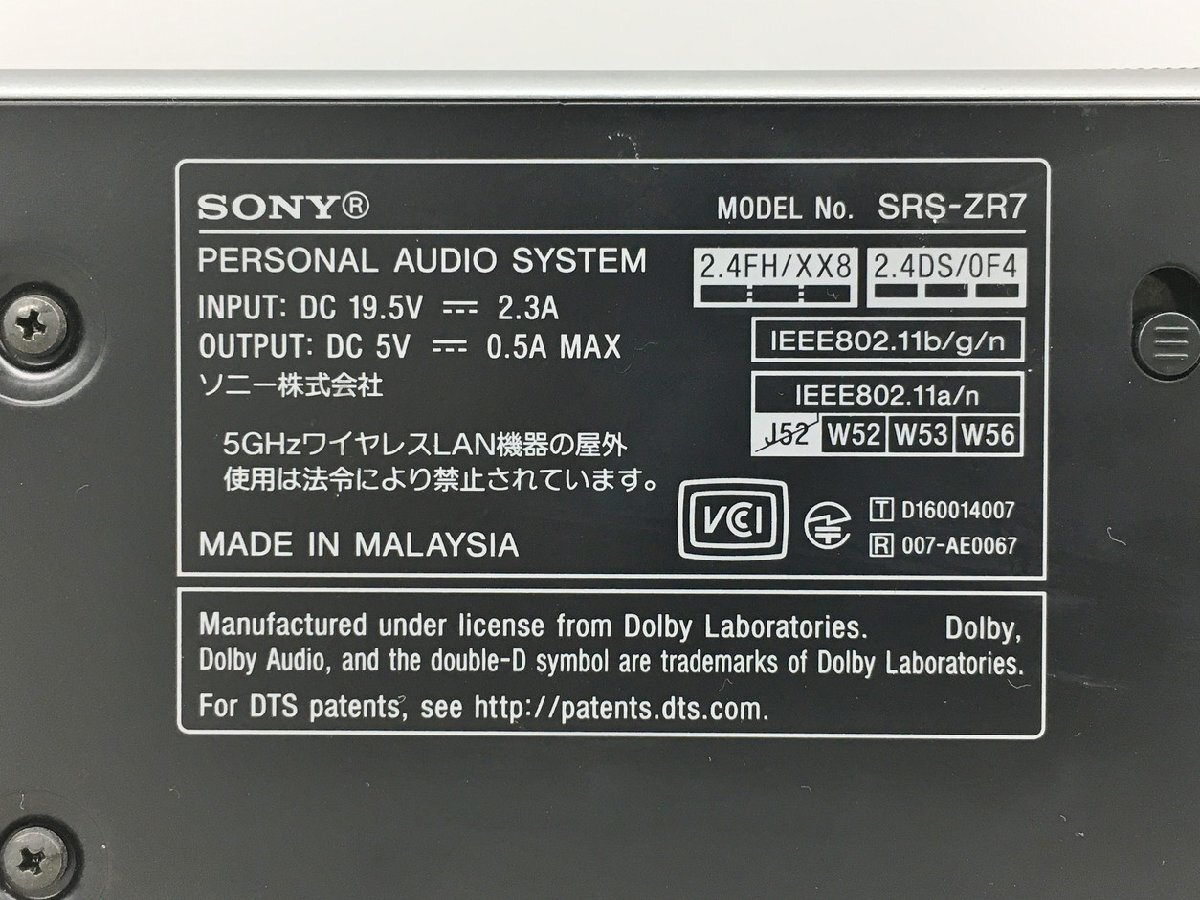 SONY® MODEL No. SRS-ZR7
PERSONAL AUDIO SYSTEM
2.4FH/XX8 2.4DS/OF4
INPUT: DC 19.5V ⎓ 2.3A
OUTPUT: DC 5V ⎓ 0.5A MAX
IEEE802.11b/g/n
ソニー株式会社
IEEE802.11a/n
J52 W52 W53 W56
5GHzワイヤレスLAN機器の屋外
使用は法令により禁止されています。
VCCI
T D160014007
R 007-AE0067
MADE IN MALAYSIA
Manufactured under license from Dolby Laboratories. Dolby,
Dolby Audio, and the double-D symbol are trademarks of Dolby Laboratories.
For DTS patents, see http://patents.dts.com.